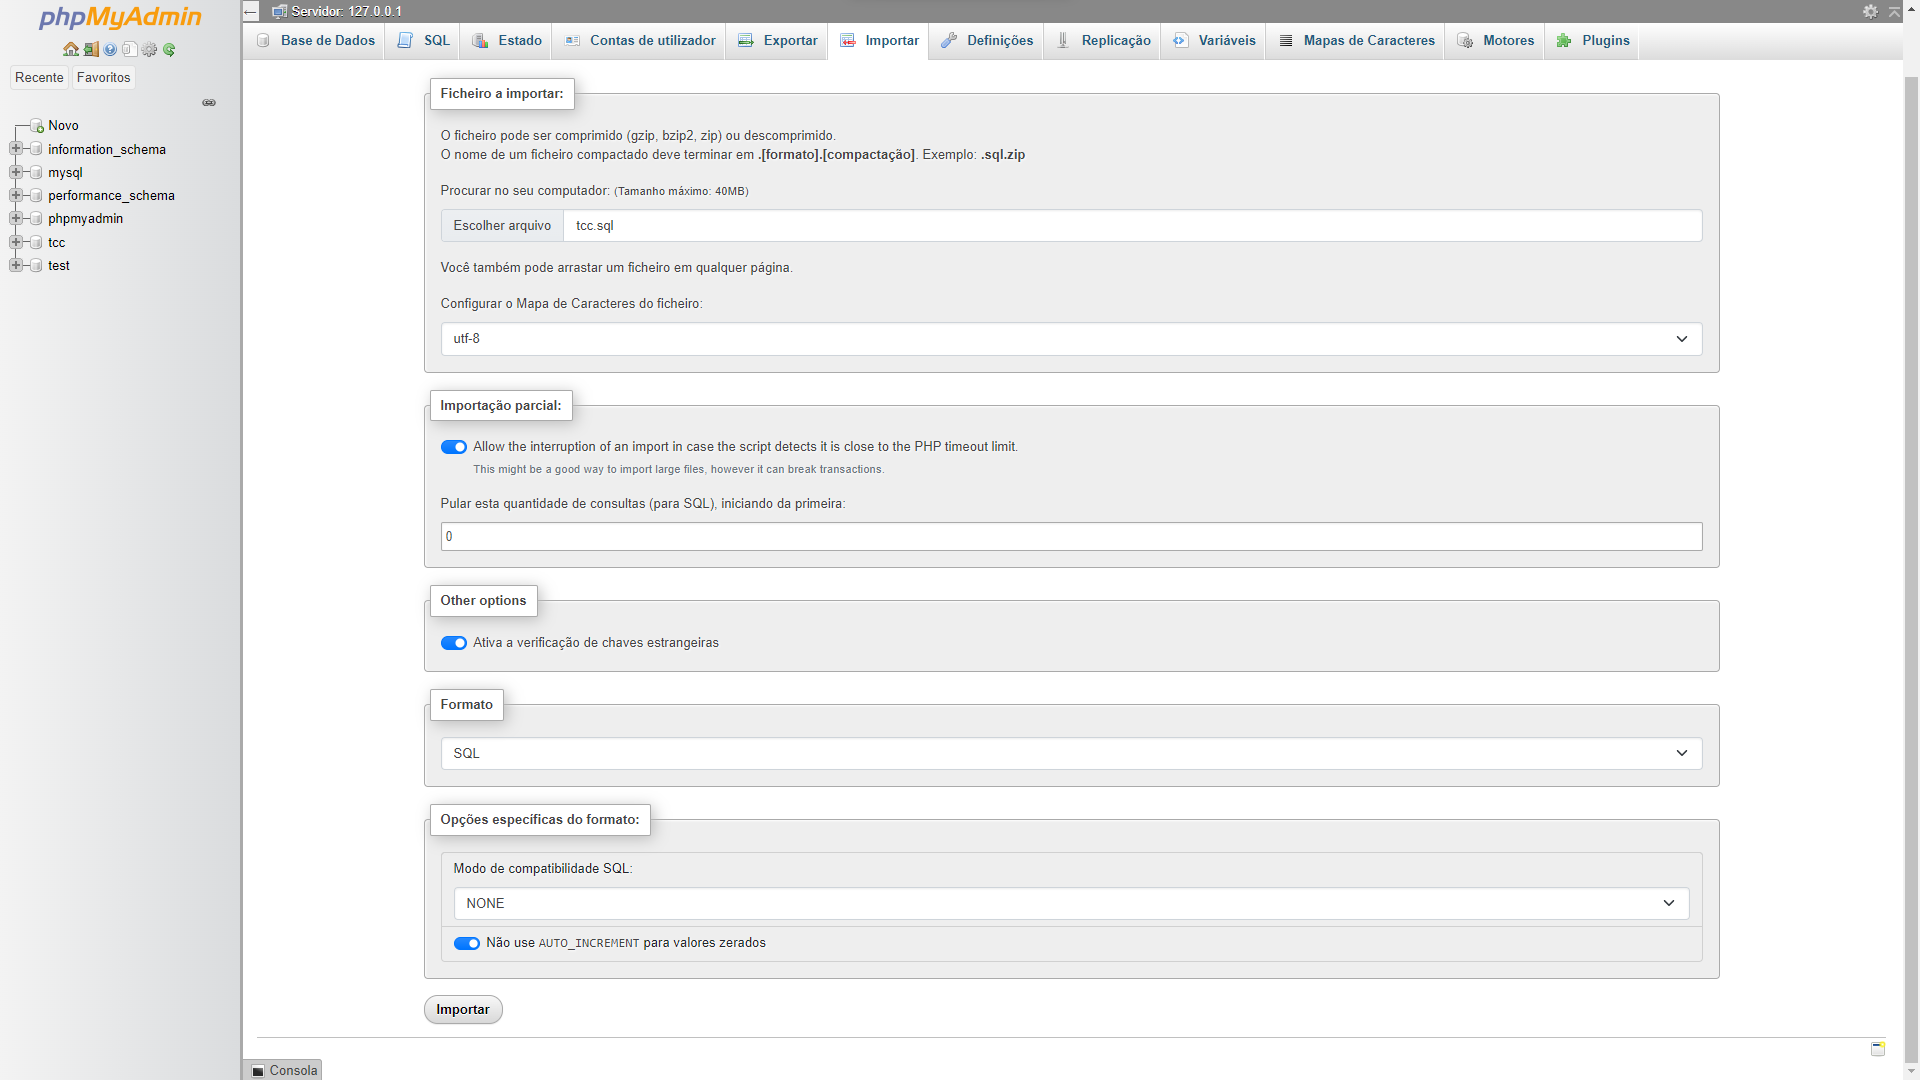 phpMyAdmin
Recente
Favoritos
Novo
information_schema
mysql
performance_schema
phpmyadmin
tcc
test
Servidor: 127.0.0.1
Base de Dados
SQL
Estado
Contas de utilizador
Exportar
Importar
Definições
Replicação
Variáveis
Mapas de Caracteres
Motores
Plugins
Ficheiro a importar:
O ficheiro pode ser comprimido (gzip, bzip2, zip) ou descomprimido.
O nome de um ficheiro compactado deve terminar em .[formato].[compactação]. Exemplo: .sql.zip
Procurar no seu computador: (Tamanho máximo: 40MB)
Escolher arquivo tcc.sql
Você também pode arrastar um ficheiro em qualquer página.
Configurar o Mapa de Caracteres do ficheiro:
utf-8
Importação parcial:
Allow the interruption of an import in case the script detects it is close to the PHP timeout limit.
This might be a good way to import large files, however it can break transactions.
Pular esta quantidade de consultas (para SQL), iniciando da primeira:
0
Other options
Ativa a verificação de chaves estrangeiras
Formato
SQL
Opções específicas do formato:
Modo de compatibilidade SQL:
NONE
Não use AUTO_INCREMENT para valores zerados
Importar
Consola